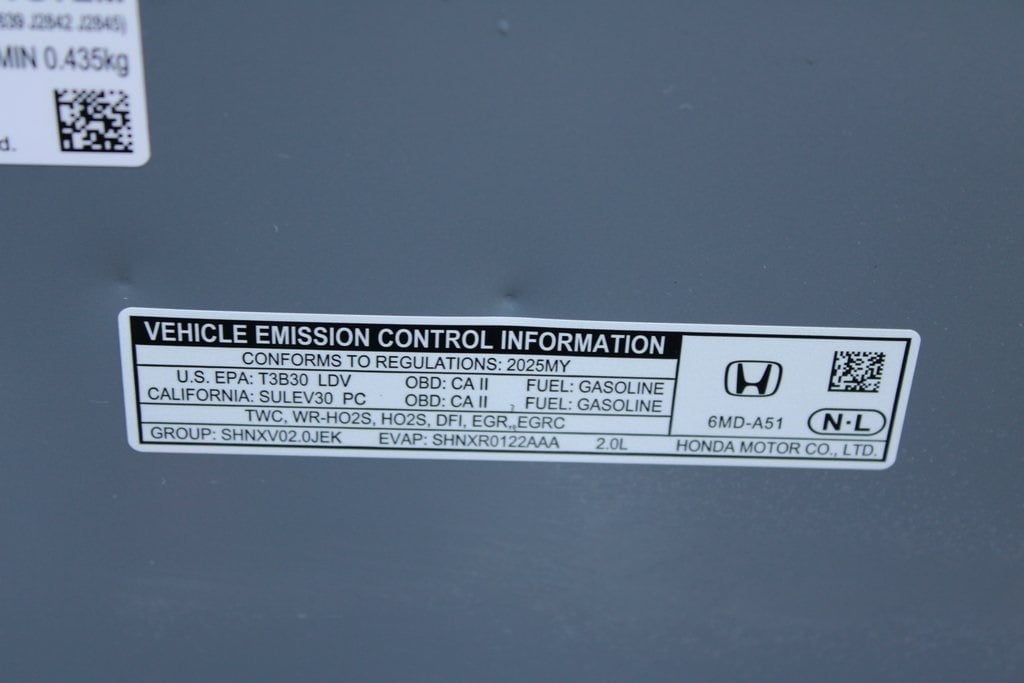 J2842 J2845)
MIN 0.435kg
d.
VEHICLE EMISSION CONTROL INFORMATION
CONFORMS TO REGULATIONS: 2025MY
U.S. EPA: T3B30 LDV OBD: CA II FUEL: GASOLINE
CALIFORNIA: SULEV30 PC OBD: CA II FUEL: GASOLINE
TWC, WR-HO2S, HO2S, DFI, EGR, EGRC
GROUP: SHNXV02.0JEK EVAP: SHNXR0122AAA 2.0L
6MD-A51 N·L
HONDA MOTOR CO., LTD.